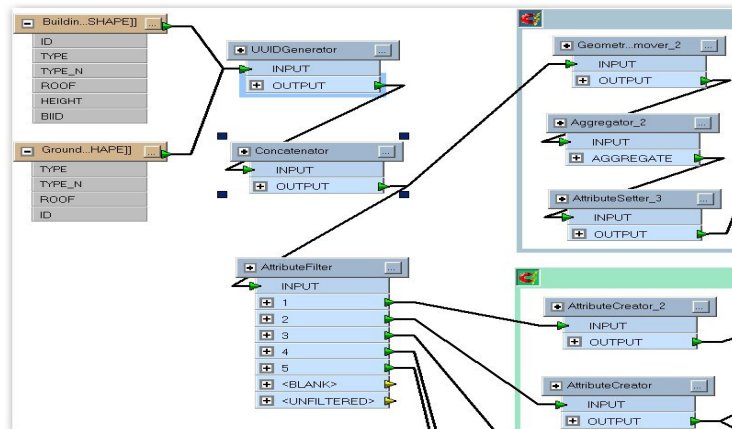 Buildin...SHAPE]] ...
ID
TYPE
TYPE_N
ROOF
HEIGHT
BIID
Ground...HAPE]] ...
TYPE
TYPE_N
ROOF
ID
UUIDGenerator ...
INPUT
OUTPUT
Concatenator ...
INPUT
OUTPUT
AttributeFilter ...
INPUT
1
2
3
4
5
<BLANK>
<UNFILTERED>
Geometr...mover_2 ...
INPUT
OUTPUT
Aggregator_2 ...
INPUT
AGGREGATE
AttributeSetter_3 ...
INPUT
OUTPUT
AttributeCreator_2 ...
INPUT
OUTPUT
AttributeCreator ...
INPUT
OUTPUT